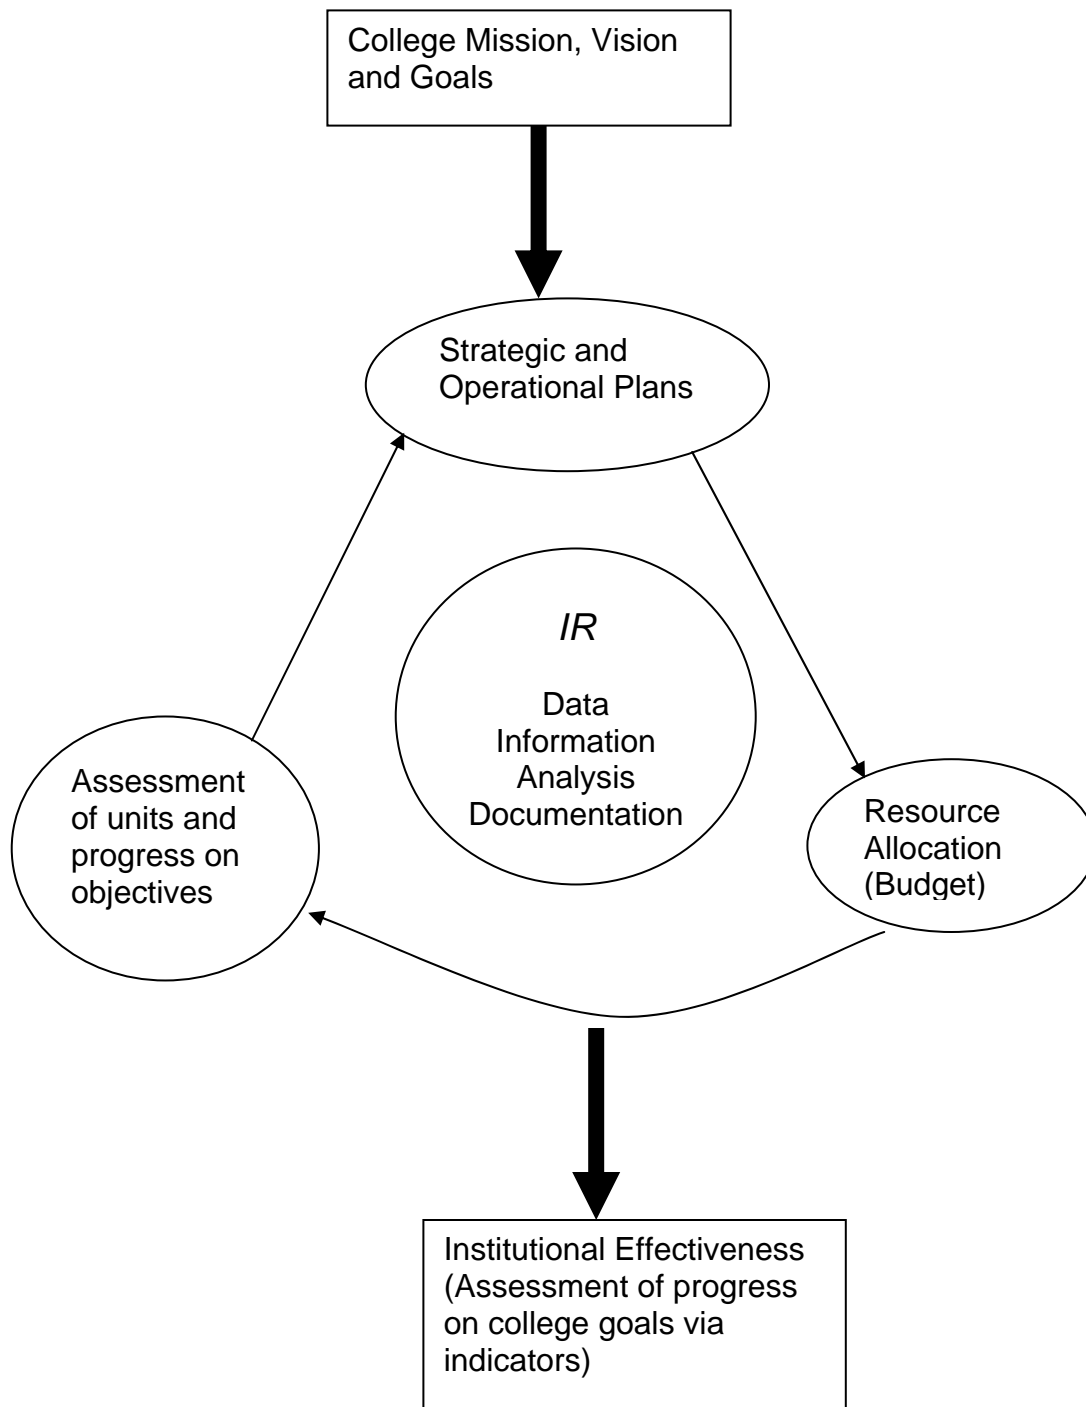 College Mission, Vision
and Goals
Strategic and
Operational Plans
IR
Data
Information
Analysis
Documentation
Assessment
of units and
progress on
objectives
Resource
Allocation
(Budget)
Institutional Effectiveness
(Assessment of progress
on college goals via
indicators)